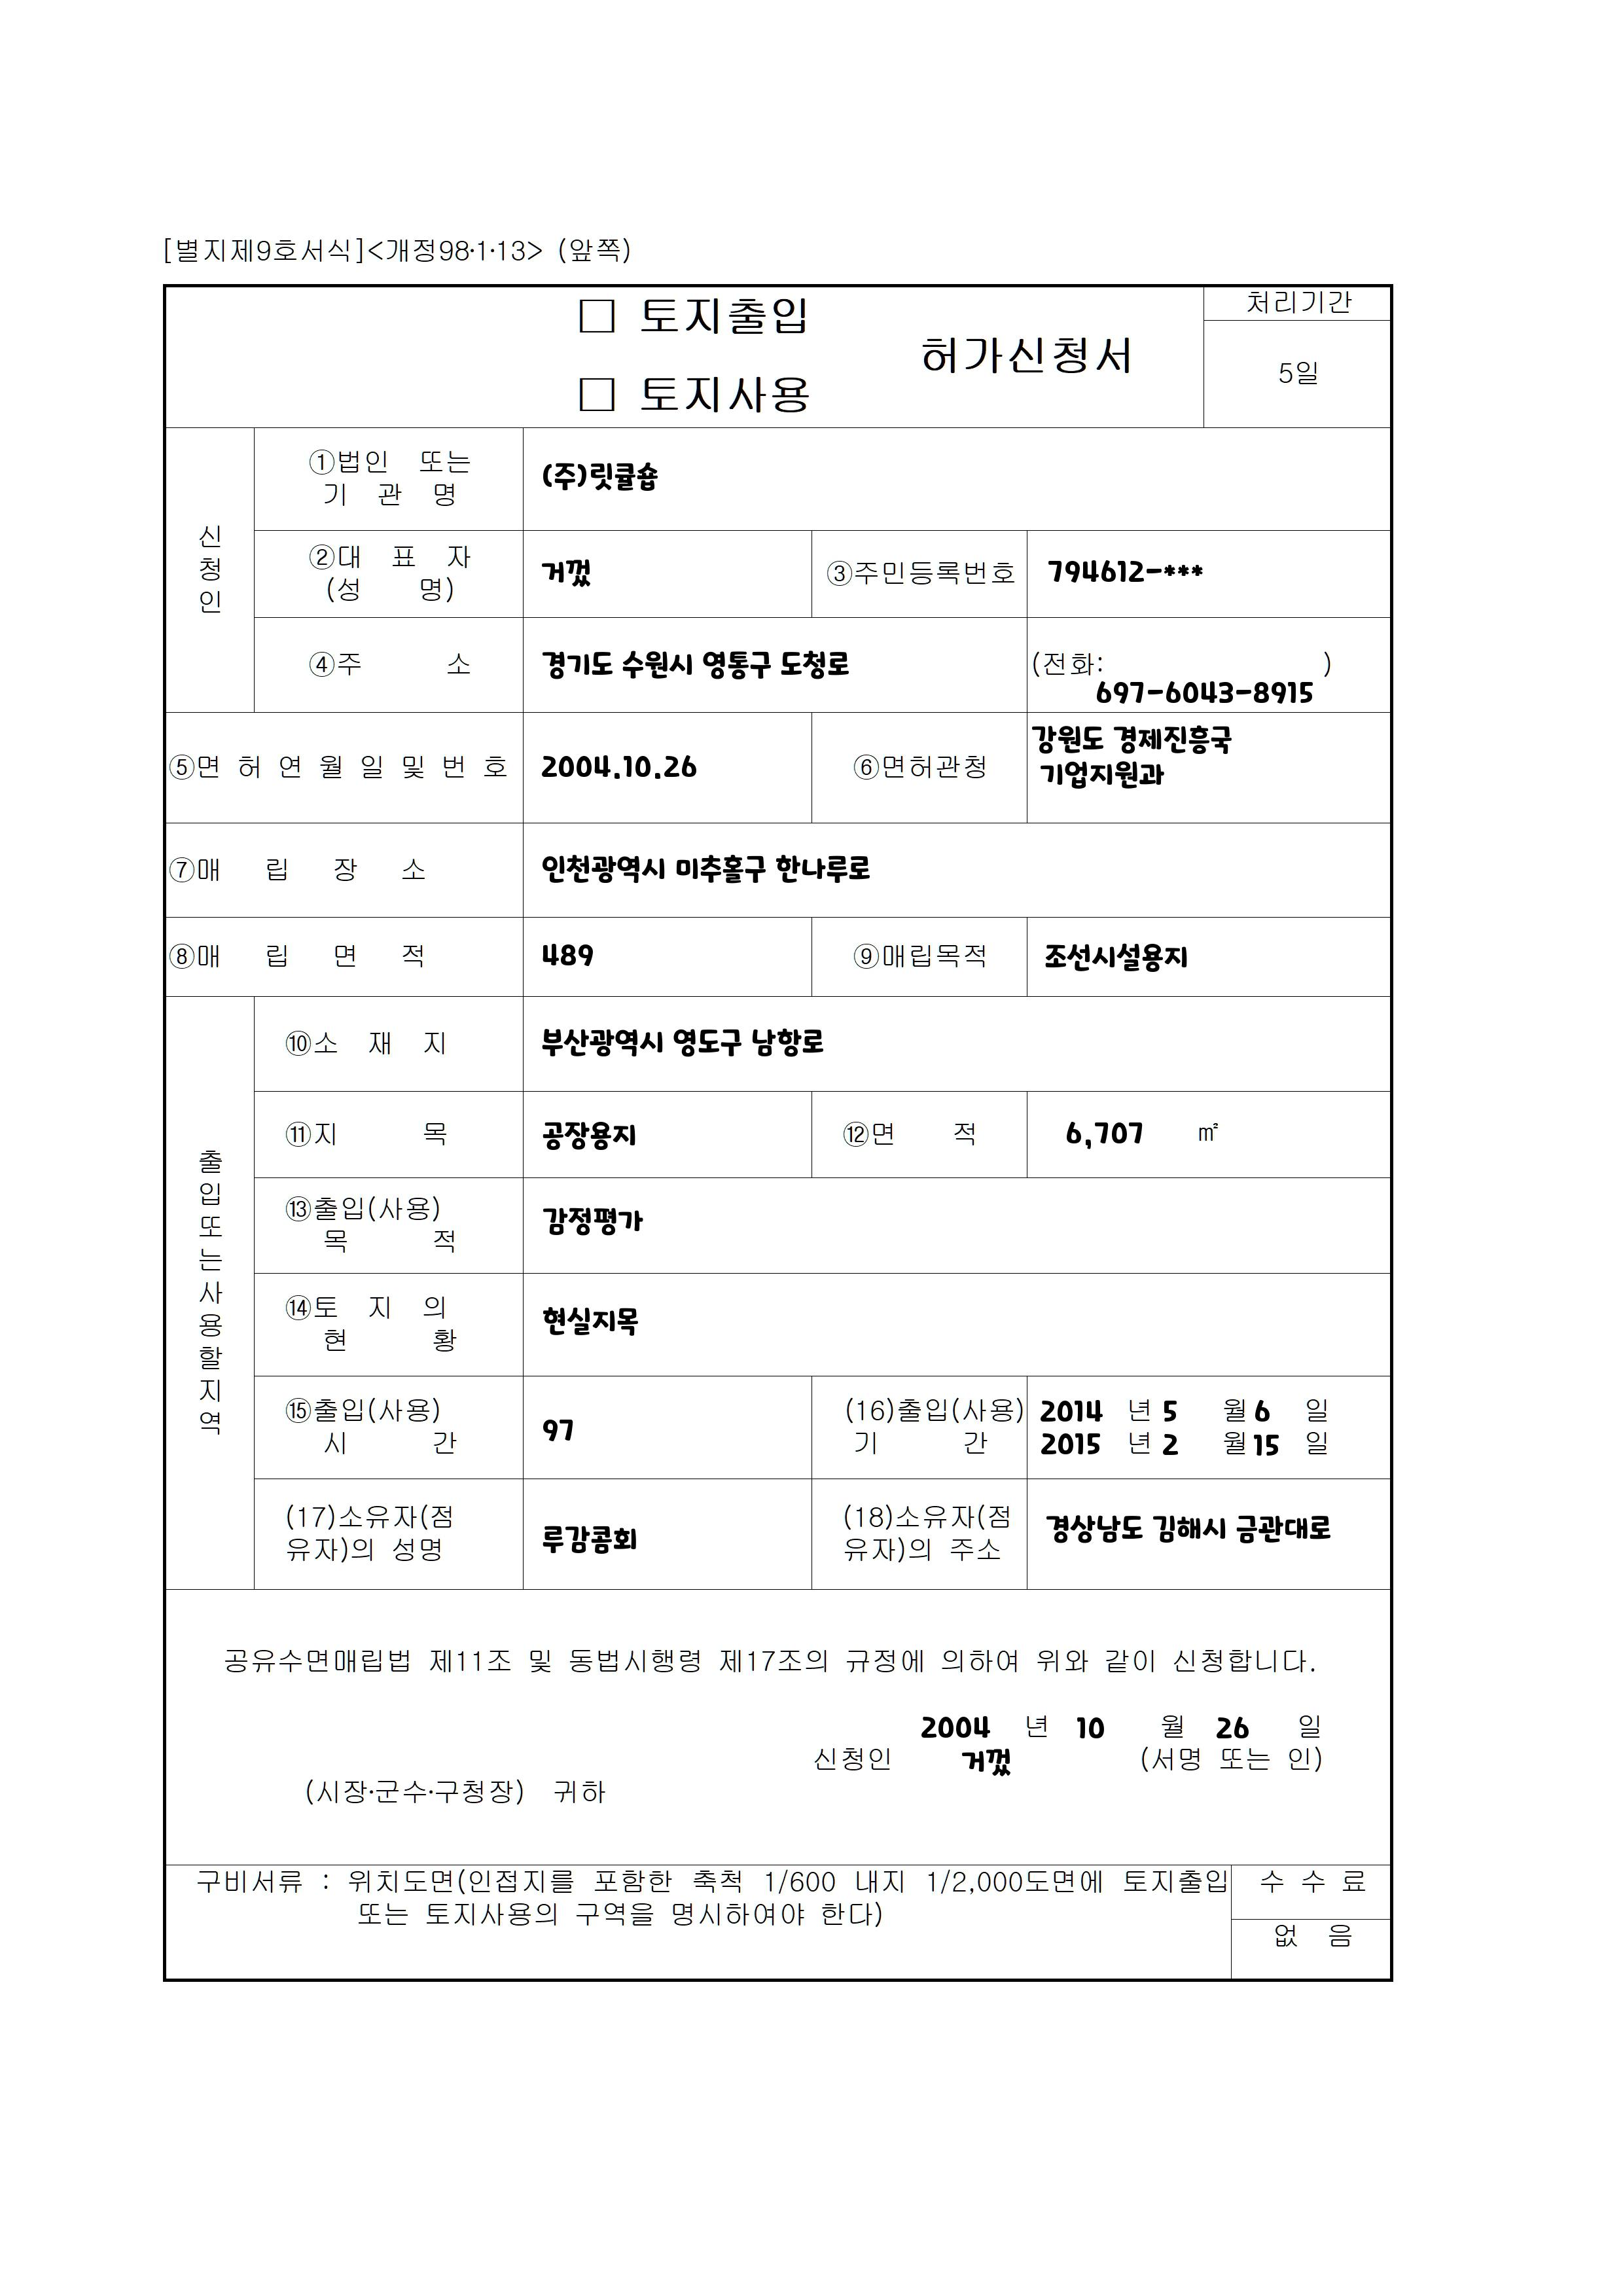 [별지제9호서식]<개정98·1·13> (앞쪽)
□ 토지출입
□ 토지사용
허가신청서
처리기간
5일
신청인
①법인 또는 기관명
(주)릿큘숍
②대표자 (성명)
거껐
③주민등록번호
794612-***
④주소
경기도 수원시 영통구 도청로
(전화: )
697-6043-8915
⑤면허연월일및번호
2004.10.26
⑥면허관청
강원도 경제진흥국
기업지원과
⑦매립장소
인천광역시 미추홀구 한나루로
⑧매립면적
489
⑨매립목적
조선시설용지
출입또는사용할지역
⑩소재지
부산광역시 영도구 남항로
⑪지목
공장용지
⑫면적
6,707 ㎡
⑬출입(사용) 목적
감정평가
⑭토지의 현황
현실지목
⑮출입(사용) 시간
97
(16)출입(사용) 기간
2014 년 5 월 6 일
2015 년 2 월 15 일
(17)소유자(점유자)의 성명
루감콩회
(18)소유자(점유자)의 주소
경상남도 김해시 금관대로
공유수면매립법 제11조 및 동법시행령 제17조의 규정에 의하여 위와 같이 신청합니다.
2004 년 10 월 26 일
신청인 거껐 (서명 또는 인)
(시장·군수·구청장) 귀하
구비서류 : 위치도면(인접지를 포함한 축척 1/600 내지 1/2,000도면에 토지출입
또는 토지사용의 구역을 명시하여야 한다)
수수료
없음